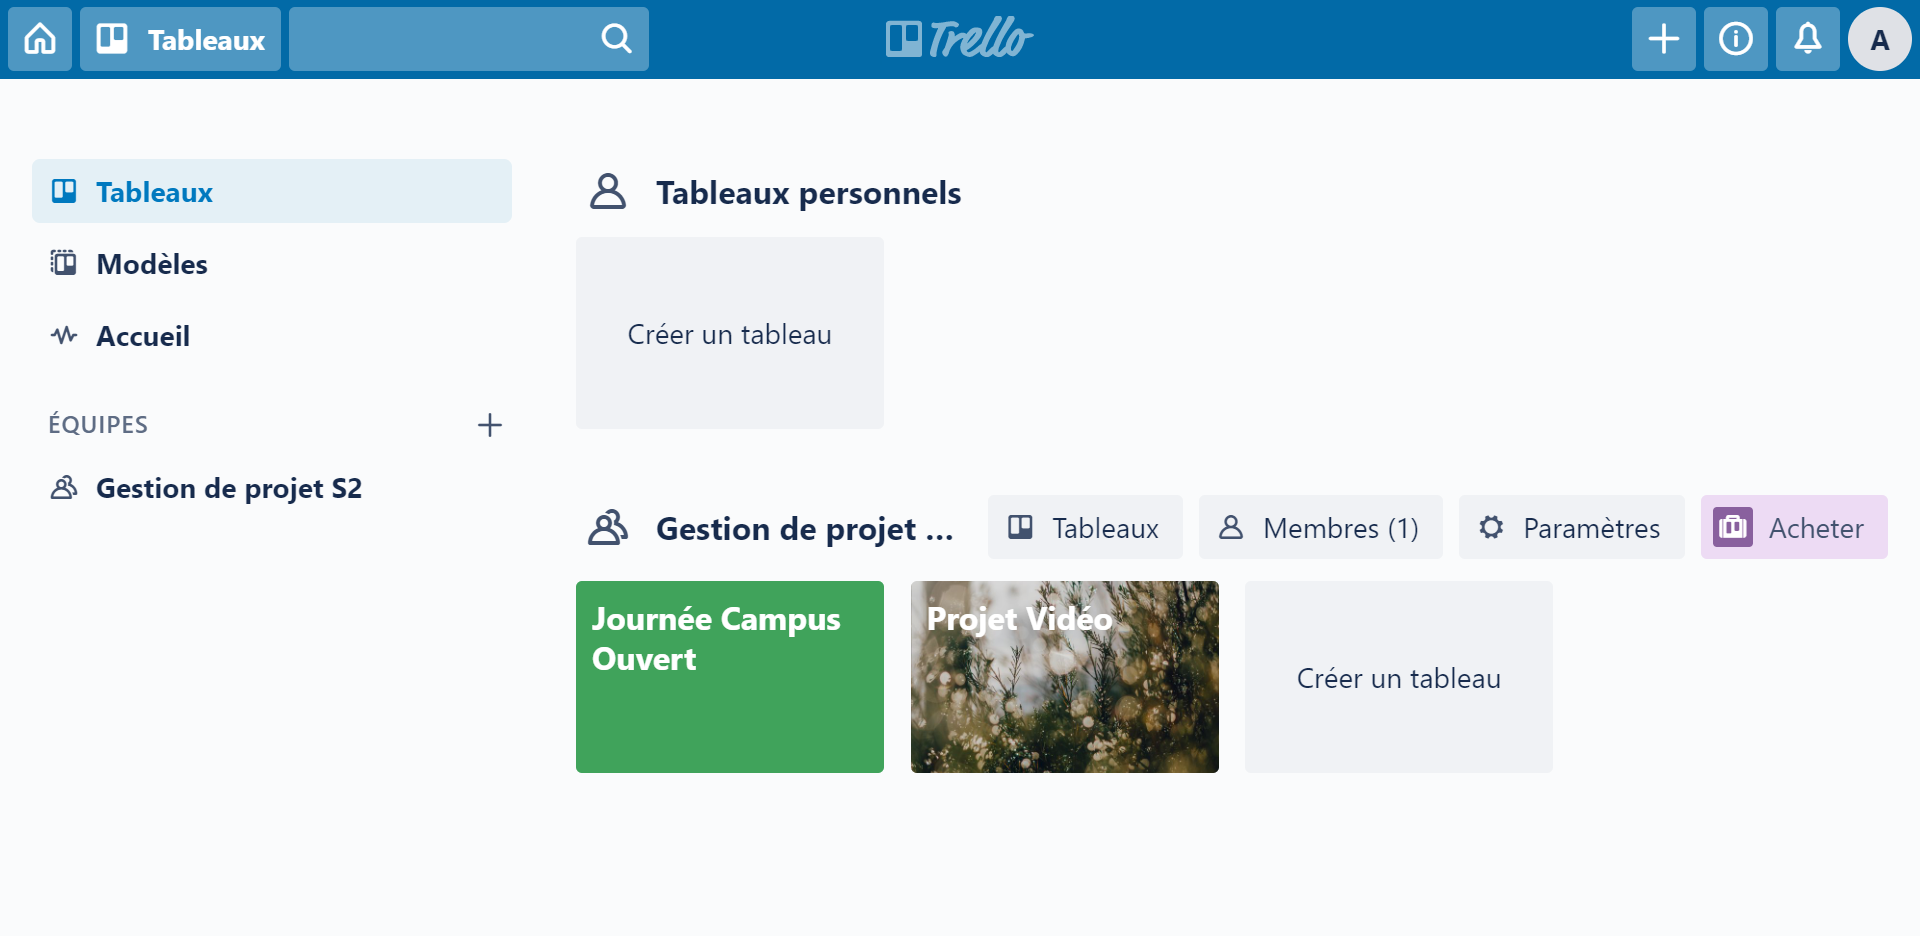 Tableaux
Trello
A
Tableaux
Modèles
Accueil
ÉQUIPES
Gestion de projet S2
Tableaux personnels
Créer un tableau
Gestion de projet ...
Tableaux
Membres (1)
Paramètres
Acheter
Journée Campus
Ouvert
Projet Vidéo
Créer un tableau